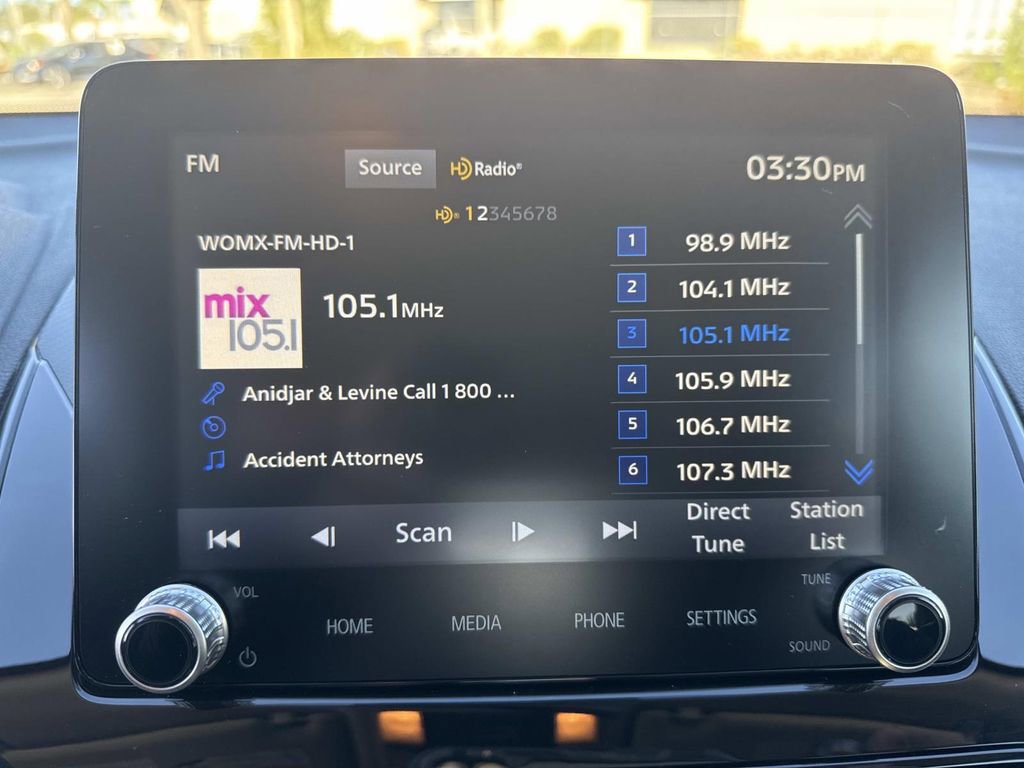 FM
Source
HD Radio®
03:30PM
HD® 12345678
WOMX-FM-HD-1
mix
105.1
105.1MHz
Anidjar & Levine Call 1 800 ...
Accident Attorneys
1 98.9 MHz
2 104.1 MHz
3 105.1 MHz
4 105.9 MHz
5 106.7 MHz
6 107.3 MHz
Scan
Direct
Tune
Station
List
VOL
HOME
MEDIA
PHONE
SETTINGS
TUNE
SOUND